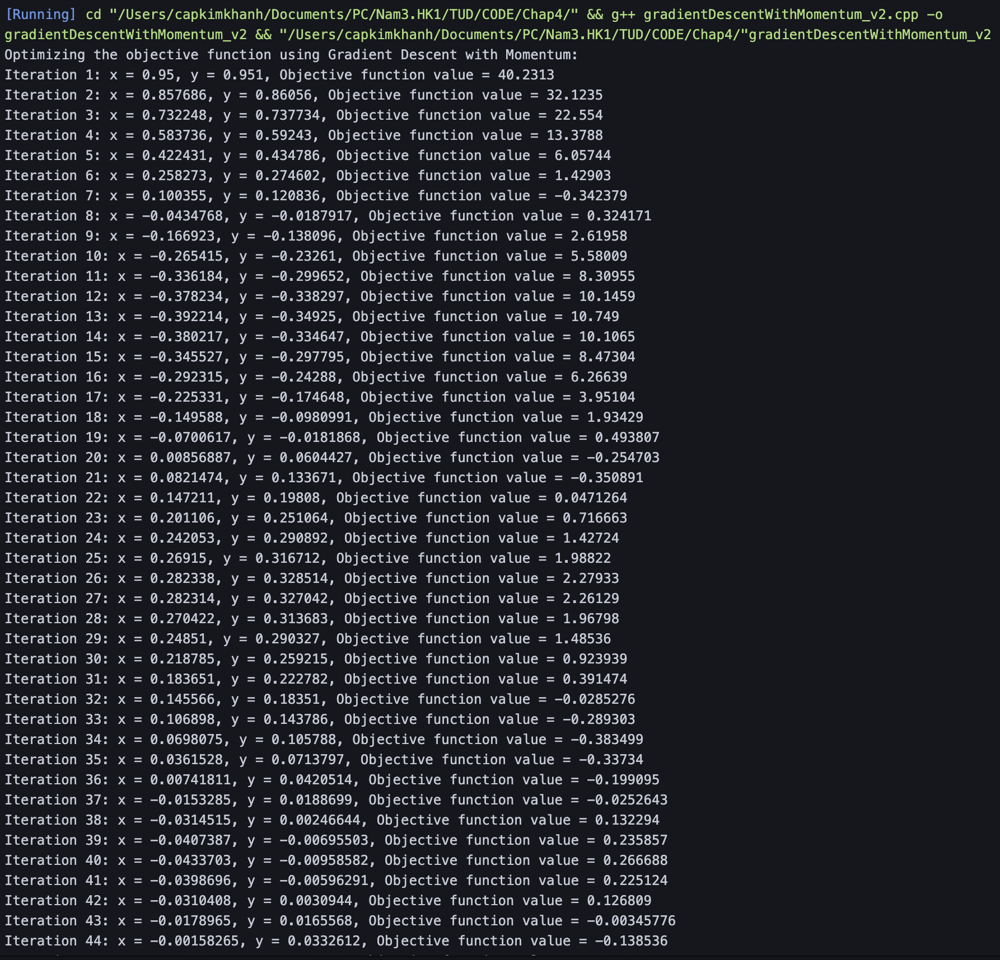 [Running] cd "/Users/capkimkhanh/Documents/PC/Nam3.HK1/TUD/CODE/Chap4/" && g++ gradientDescentWithMomentum_v2.cpp -o
gradientDescentWithMomentum_v2 && "/Users/capkimkhanh/Documents/PC/Nam3.HK1/TUD/CODE/Chap4/"gradientDescentWithMomentum_v2
Optimizing the objective function using Gradient Descent with Momentum:
Iteration 1: x = 0.95, y = 0.951, Objective function value = 40.2313
Iteration 2: x = 0.857686, y = 0.86056, Objective function value = 32.1235
Iteration 3: x = 0.732248, y = 0.737734, Objective function value = 22.554
Iteration 4: x = 0.583736, y = 0.59243, Objective function value = 13.3788
Iteration 5: x = 0.422431, y = 0.434786, Objective function value = 6.05744
Iteration 6: x = 0.258273, y = 0.274602, Objective function value = 1.42903
Iteration 7: x = 0.100355, y = 0.120836, Objective function value = -0.342379
Iteration 8: x = -0.0434768, y = -0.0187917, Objective function value = 0.324171
Iteration 9: x = -0.166923, y = -0.138096, Objective function value = 2.61958
Iteration 10: x = -0.265415, y = -0.23261, Objective function value = 5.58009
Iteration 11: x = -0.336184, y = -0.299652, Objective function value = 8.30955
Iteration 12: x = -0.378234, y = -0.338297, Objective function value = 10.1459
Iteration 13: x = -0.392214, y = -0.34925, Objective function value = 10.749
Iteration 14: x = -0.380217, y = -0.334647, Objective function value = 10.1065
Iteration 15: x = -0.345527, y = -0.297795, Objective function value = 8.47304
Iteration 16: x = -0.292315, y = -0.24288, Objective function value = 6.26639
Iteration 17: x = -0.225331, y = -0.174648, Objective function value = 3.95104
Iteration 18: x = -0.149588, y = -0.0980991, Objective function value = 1.93429
Iteration 19: x = -0.0700617, y = -0.0181868, Objective function value = 0.493807
Iteration 20: x = 0.00856887, y = 0.0604427, Objective function value = -0.254703
Iteration 21: x = 0.0821474, y = 0.133671, Objective function value = -0.350891
Iteration 22: x = 0.147211, y = 0.19808, Objective function value = 0.0471264
Iteration 23: x = 0.201106, y = 0.251064, Objective function value = 0.716663
Iteration 24: x = 0.242053, y = 0.290892, Objective function value = 1.42724
Iteration 25: x = 0.26915, y = 0.316712, Objective function value = 1.98822
Iteration 26: x = 0.282338, y = 0.328514, Objective function value = 2.27933
Iteration 27: x = 0.282314, y = 0.327042, Objective function value = 2.26129
Iteration 28: x = 0.270422, y = 0.313683, Objective function value = 1.96798
Iteration 29: x = 0.24851, y = 0.290327, Objective function value = 1.48536
Iteration 30: x = 0.218785, y = 0.259215, Objective function value = 0.923939
Iteration 31: x = 0.183651, y = 0.222782, Objective function value = 0.391474
Iteration 32: x = 0.145566, y = 0.18351, Objective function value = -0.0285276
Iteration 33: x = 0.106898, y = 0.143786, Objective function value = -0.289303
Iteration 34: x = 0.0698075, y = 0.105788, Objective function value = -0.383499
Iteration 35: x = 0.0361528, y = 0.0713797, Objective function value = -0.33734
Iteration 36: x = 0.00741811, y = 0.0420514, Objective function value = -0.199095
Iteration 37: x = -0.0153285, y = 0.0188699, Objective function value = -0.0252643
Iteration 38: x = -0.0314515, y = 0.00246644, Objective function value = 0.132294
Iteration 39: x = -0.0407387, y = -0.00695503, Objective function value = 0.235857
Iteration 40: x = -0.0433703, y = -0.00958582, Objective function value = 0.266688
Iteration 41: x = -0.0398696, y = -0.00596291, Objective function value = 0.225124
Iteration 42: x = -0.0310408, y = 0.0030944, Objective function value = 0.126809
Iteration 43: x = -0.0178965, y = 0.0165568, Objective function value = -0.00345776
Iteration 44: x = -0.00158265, y = 0.0332612, Objective function value = -0.138536